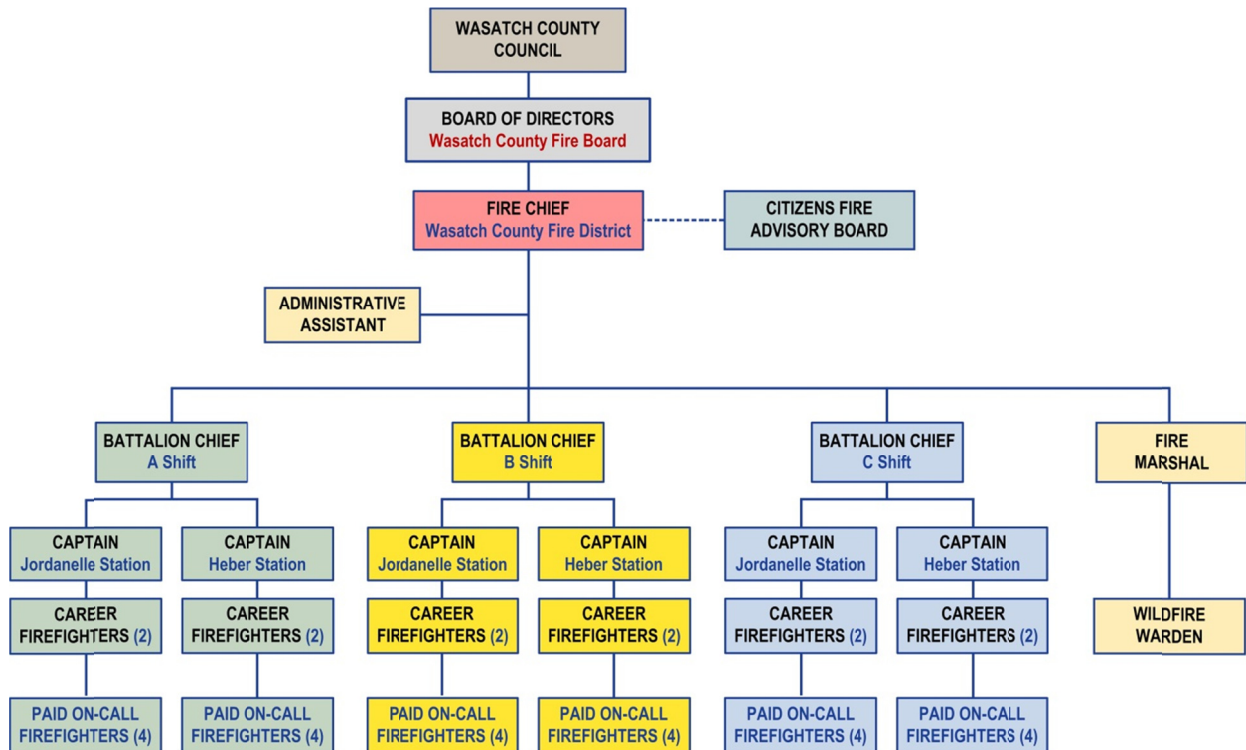 WASATCH COUNTY
COUNCIL
BOARD OF DIRECTORS
Wasatch County Fire Board
FIRE CHIEF
Wasatch County Fire District
CITIZENS FIRE
ADVISORY BOARD
ADMINISTRATIVE
ASSISTANT
BATTALION CHIEF
A Shift
BATTALION CHIEF
B Shift
BATTALION CHIEF
C Shift
FIRE
MARSHAL
CAPTAIN
Jordanelle Station
CAPTAIN
Heber Station
CAPTAIN
Jordanelle Station
CAPTAIN
Heber Station
CAPTAIN
Jordanelle Station
CAPTAIN
Heber Station
CAREER
FIREFIGHTERS (2)
CAREER
FIREFIGHTERS (2)
CAREER
FIREFIGHTERS (2)
CAREER
FIREFIGHTERS (2)
CAREER
FIREFIGHTERS (2)
CAREER
FIREFIGHTERS (2)
WILDFIRE
WARDEN
PAID ON-CALL
FIREFIGHTERS (4)
PAID ON-CALL
FIREFIGHTERS (4)
PAID ON-CALL
FIREFIGHTERS (4)
PAID ON-CALL
FIREFIGHTERS (4)
PAID ON-CALL
FIREFIGHTERS (4)
PAID ON-CALL
FIREFIGHTERS (4)